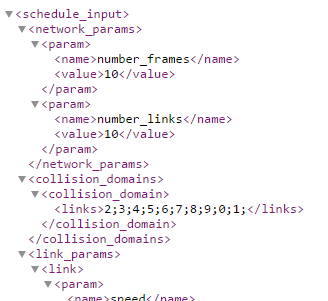 <schedule_input>
<network_params>
<param>
<name>number_frames</name>
<value>10</value>
</param>
<param>
<name>number_links</name>
<value>10</value>
</param>
</network_params>
<collision_domains>
<collision_domain>
<links>2;3;4;5;6;7;8;9;0;1;</links>
</collision_domain>
</collision_domains>
<link_params>
<link>
<param>
<name>speed</name>